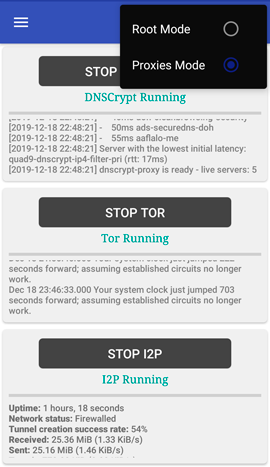 Root Mode
Proxies Mode
STOP
DNSCrypt Running
[2019-12-18 22:48:21] -    50ms ads-securedns-doh
[2019-12-18 22:48:21] -    55ms aaflalo-me
[2019-12-18 22:48:21] Server with the lowest initial latency:
quad9-dnscrypt-ip4-filter-pri (rtt: 17ms)
[2019-12-18 22:48:21] dnscrypt-proxy is ready - live servers: 5
STOP TOR
Tor Running
seconds forward; assuming established circuits no longer
work.
Dec 18 23:46:33.000 Your system clock just jumped 703
seconds forward; assuming established circuits no longer
work.
STOP I2P
I2P Running
Uptime: 1 hours, 18 seconds
Network status: Firewalled
Tunnel creation success rate: 54%
Received: 25.36 MiB (1.33 KiB/s)
Sent: 25.16 MiB (1.46 KiB/s)